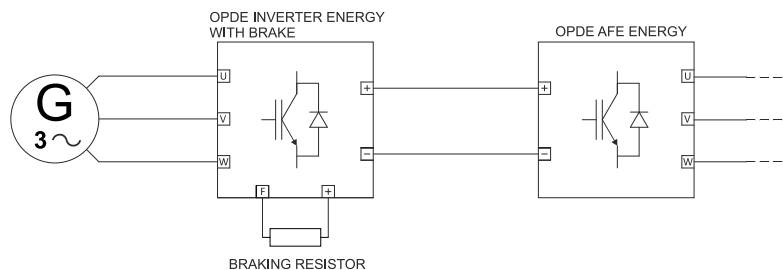 OPDE INVERTER ENERGY
WITH BRAKE
OPDE AFE ENERGY
G
3
U
V
W
+
−
F
+
+
−
U
V
W
BRAKING RESISTOR